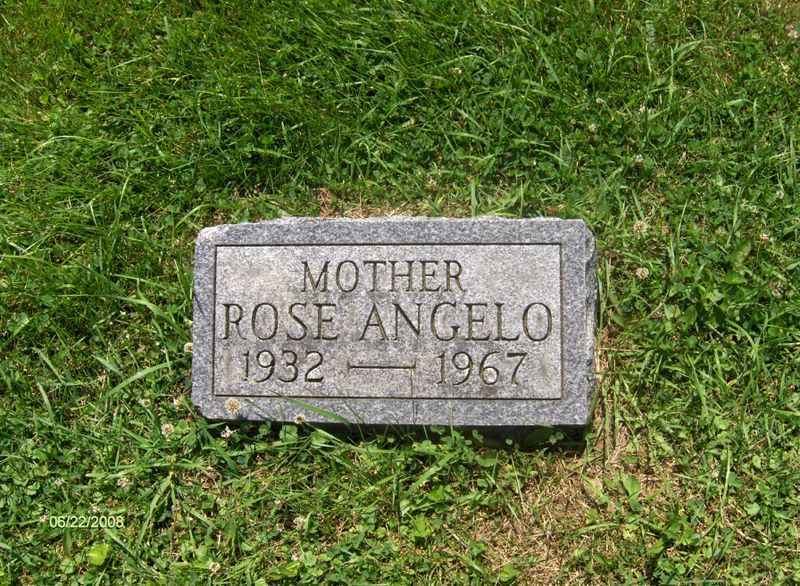 MOTHER
ROSE ANGELO
1932 — 1967
06/22/2008